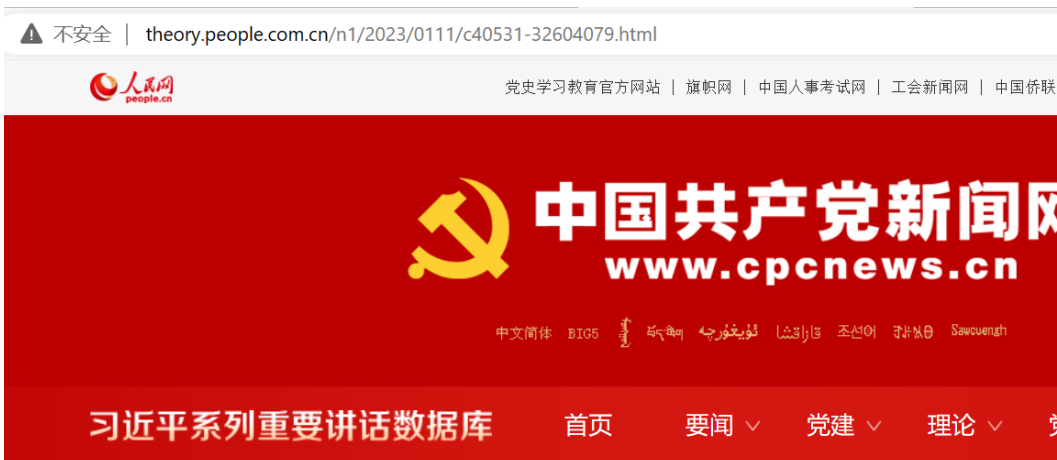 不安全 | theory.people.com.cn/n1/2023/0111/c40531-32604079.html
人民网 党史学习教育官方网站 | 旗帜网 | 中国人事考试网 | 工会新闻网 | 中国侨联
people.cn
中国共产党新闻网
www.cpcnews.cn
中文简体 BIG5 བོད་ཡིག ئۇيغۇرچە قازاقشا 조선어 Sawcuengh
习近平系列重要讲话数据库 首页 要闻 党建 理论